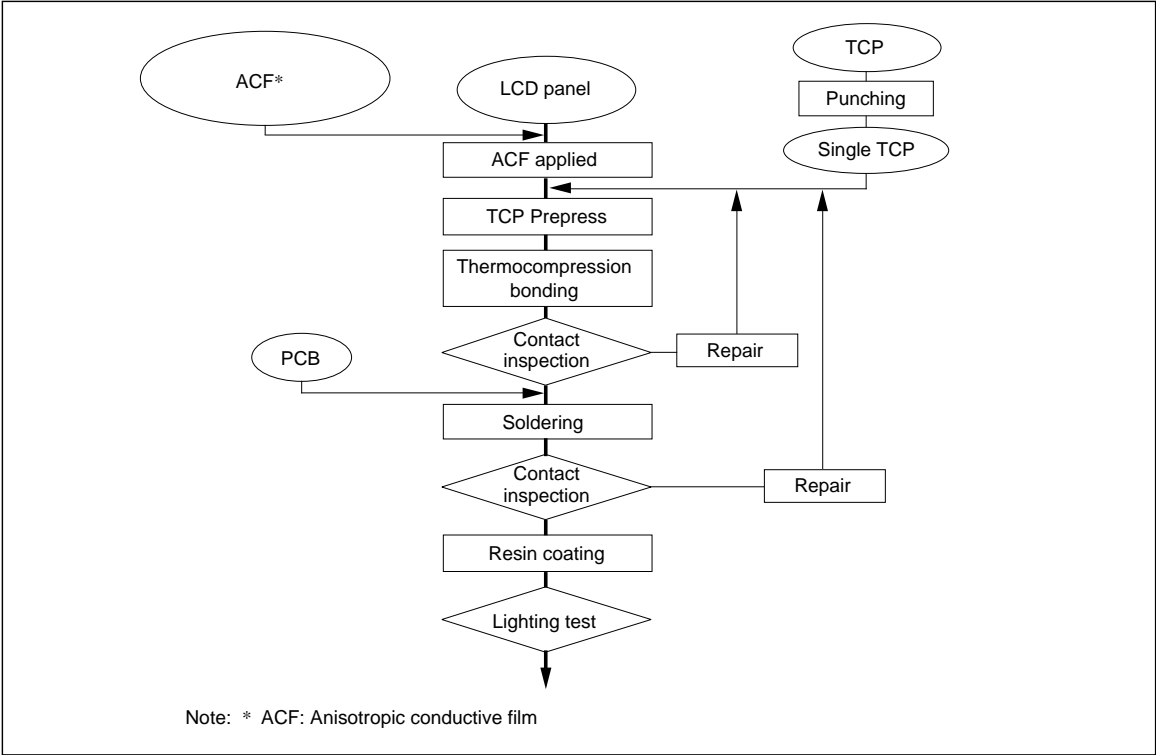 TCP
ACF*
LCD panel
Punching
Single TCP
ACF applied
TCP Prepress
Thermocompression
bonding
Contact
inspection
Repair
PCB
Soldering
Contact
inspection
Repair
Resin coating
Lighting test
Note: * ACF: Anisotropic conductive film